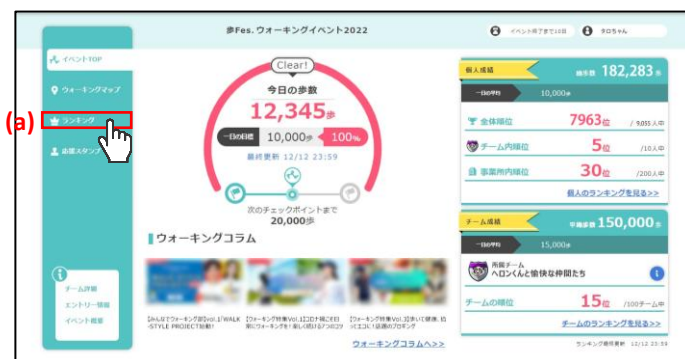 歩Fes.ウォーキングイベント2022
イベント終了まで10日
タロちゃん
イベントTOP
ウォーキングマップ
(a)
ランキング
出席スタンプ
Clear!
今日の歩数
12,345歩
一日の目標 10,000歩 100%
最終更新 12/12 23:59
次のチェックポイントまで
20,000歩
ウォーキングコラム
ウォーキングコラムへ>>
チーム詳細
エントリー情報
イベント概要
個人成績
総歩数 182,283歩
一日の平均 10,000歩
全体順位 7963位 / 9,055人中
チーム内順位 5位 /10人中
事業所内順位 30位 /200人中
個人のランキングを見る>>
チーム成績
平均歩数 150,000歩
一日の平均 15,000歩
所属チーム
ヘロンくんと愉快な仲間たち
チームの順位 15位 /100チーム中
チームのランキングを見る>>
ランキング最終更新 12/12 23:59